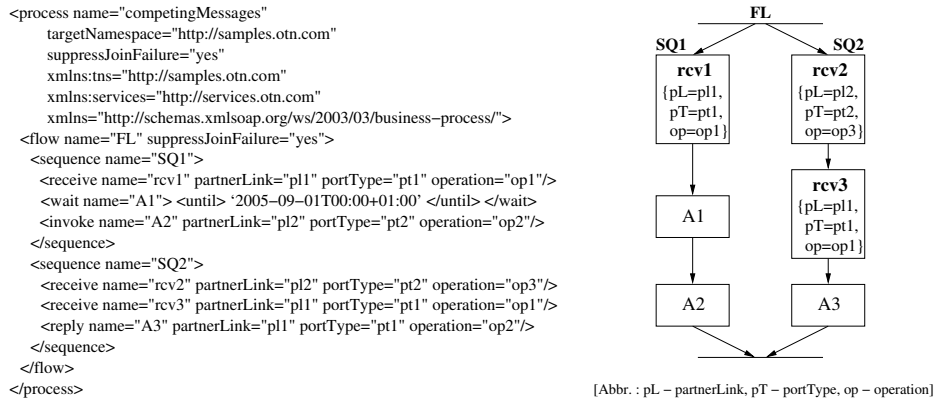 <process name="competingMessages"
targetNamespace="http://samples.otn.com"
suppressJoinFailure="yes"
xmlns:tns="http://samples.otn.com"
xmlns:services="http://services.otn.com"
xmlns="http://schemas.xmlsoap.org/ws/2003/03/business−process/">
<flow name="FL" suppressJoinFailure="yes">
<sequence name="SQ1">
<receive name="rcv1" partnerLink="pl1" portType="pt1" operation="op1"/>
<wait name="A1"> <until> ‘2005−09−01T00:00+01:00’ </until> </wait>
<invoke name="A2" partnerLink="pl2" portType="pt2" operation="op2"/>
</sequence>
<sequence name="SQ2">
<receive name="rcv2" partnerLink="pl2" portType="pt2" operation="op3"/>
<receive name="rcv3" partnerLink="pl1" portType="pt1" operation="op1"/>
<reply name="A3" partnerLink="pl1" portType="pt1" operation="op2"/>
</sequence>
</flow>
</process>
FL
SQ1
rcv1
{pL=pl1,
pT=pt1,
op=op1}
A1
A2
SQ2
rcv2
{pL=pl2,
pT=pt2,
op=op3}
rcv3
{pL=pl1,
pT=pt1,
op=op1}
A3
[Abbr. : pL − partnerLink, pT − portType, op − operation]